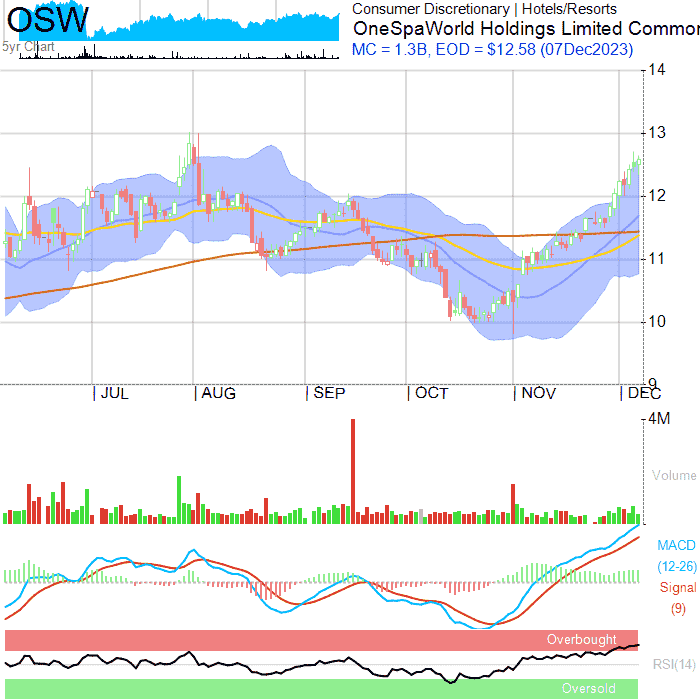 OSW
5yr Chart
Consumer Discretionary | Hotels/Resorts
OneSpaWorld Holdings Limited Common
MC = 1.3B, EOD = $12.58 (07Dec2023)
14
13
12
11
10
9
JUL
AUG
SEP
OCT
NOV
DEC
4M
Volume
MACD
(12-26)
Signal
(9)
Overbought
RSI(14)
Oversold